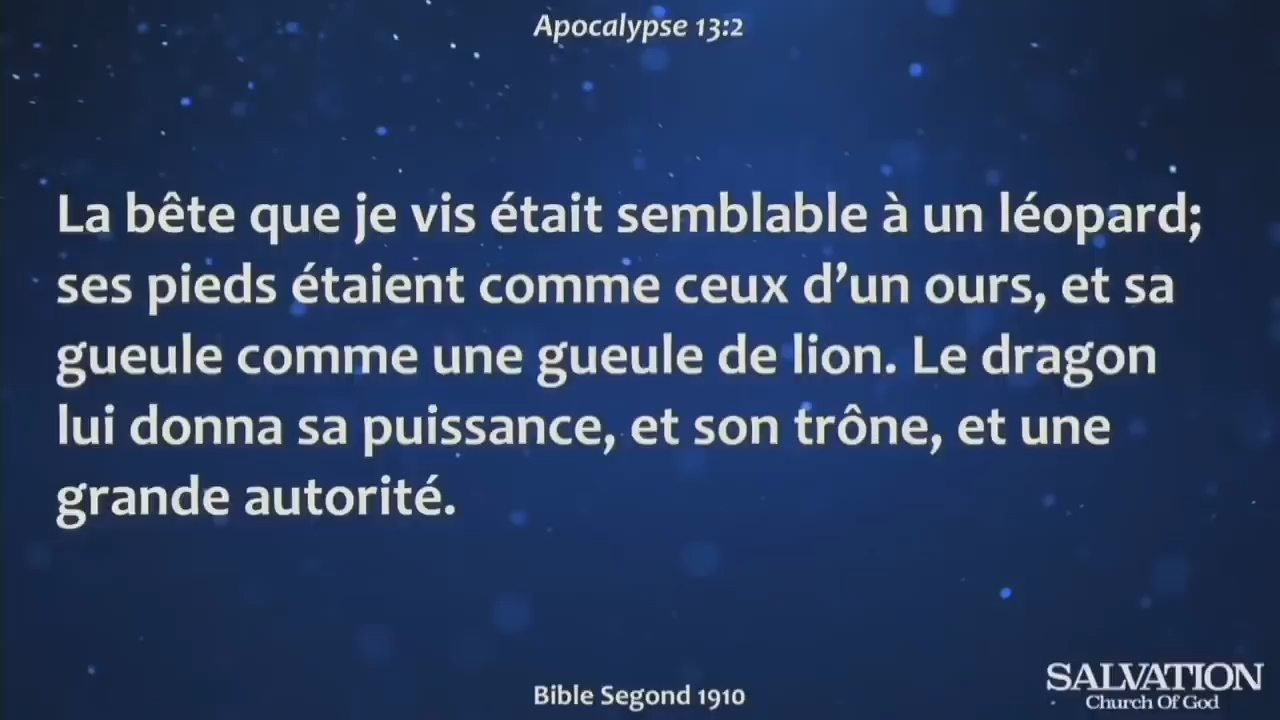 Apocalypse 13:2
La bête que je vis était semblable à un léopard;
ses pieds étaient comme ceux d’un ours, et sa
gueule comme une gueule de lion. Le dragon
lui donna sa puissance, et son trône, et une
grande autorité.
Bible Segond 1910
SALVATION
Church Of God